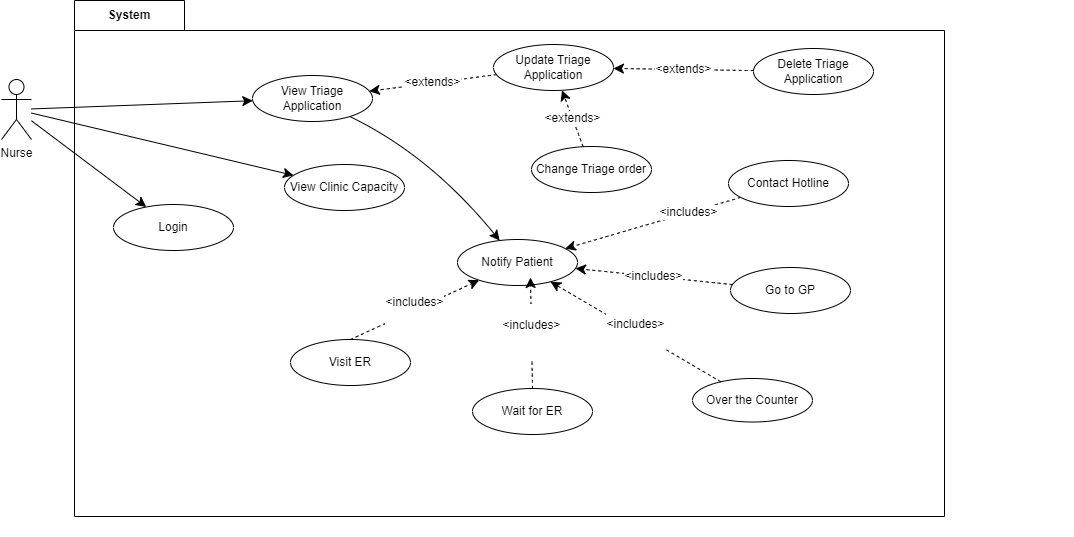 System
Update Triage
Application
<extends>
Delete Triage
Application
<extends>
View Triage
Application
<extends>
Nurse
Change Triage order
Contact Hotline
View Clinic Capacity
<includes>
Login
Notify Patient
<includes>
Go to GP
<includes>
<includes>
<includes>
Visit ER
Wait for ER
Over the Counter